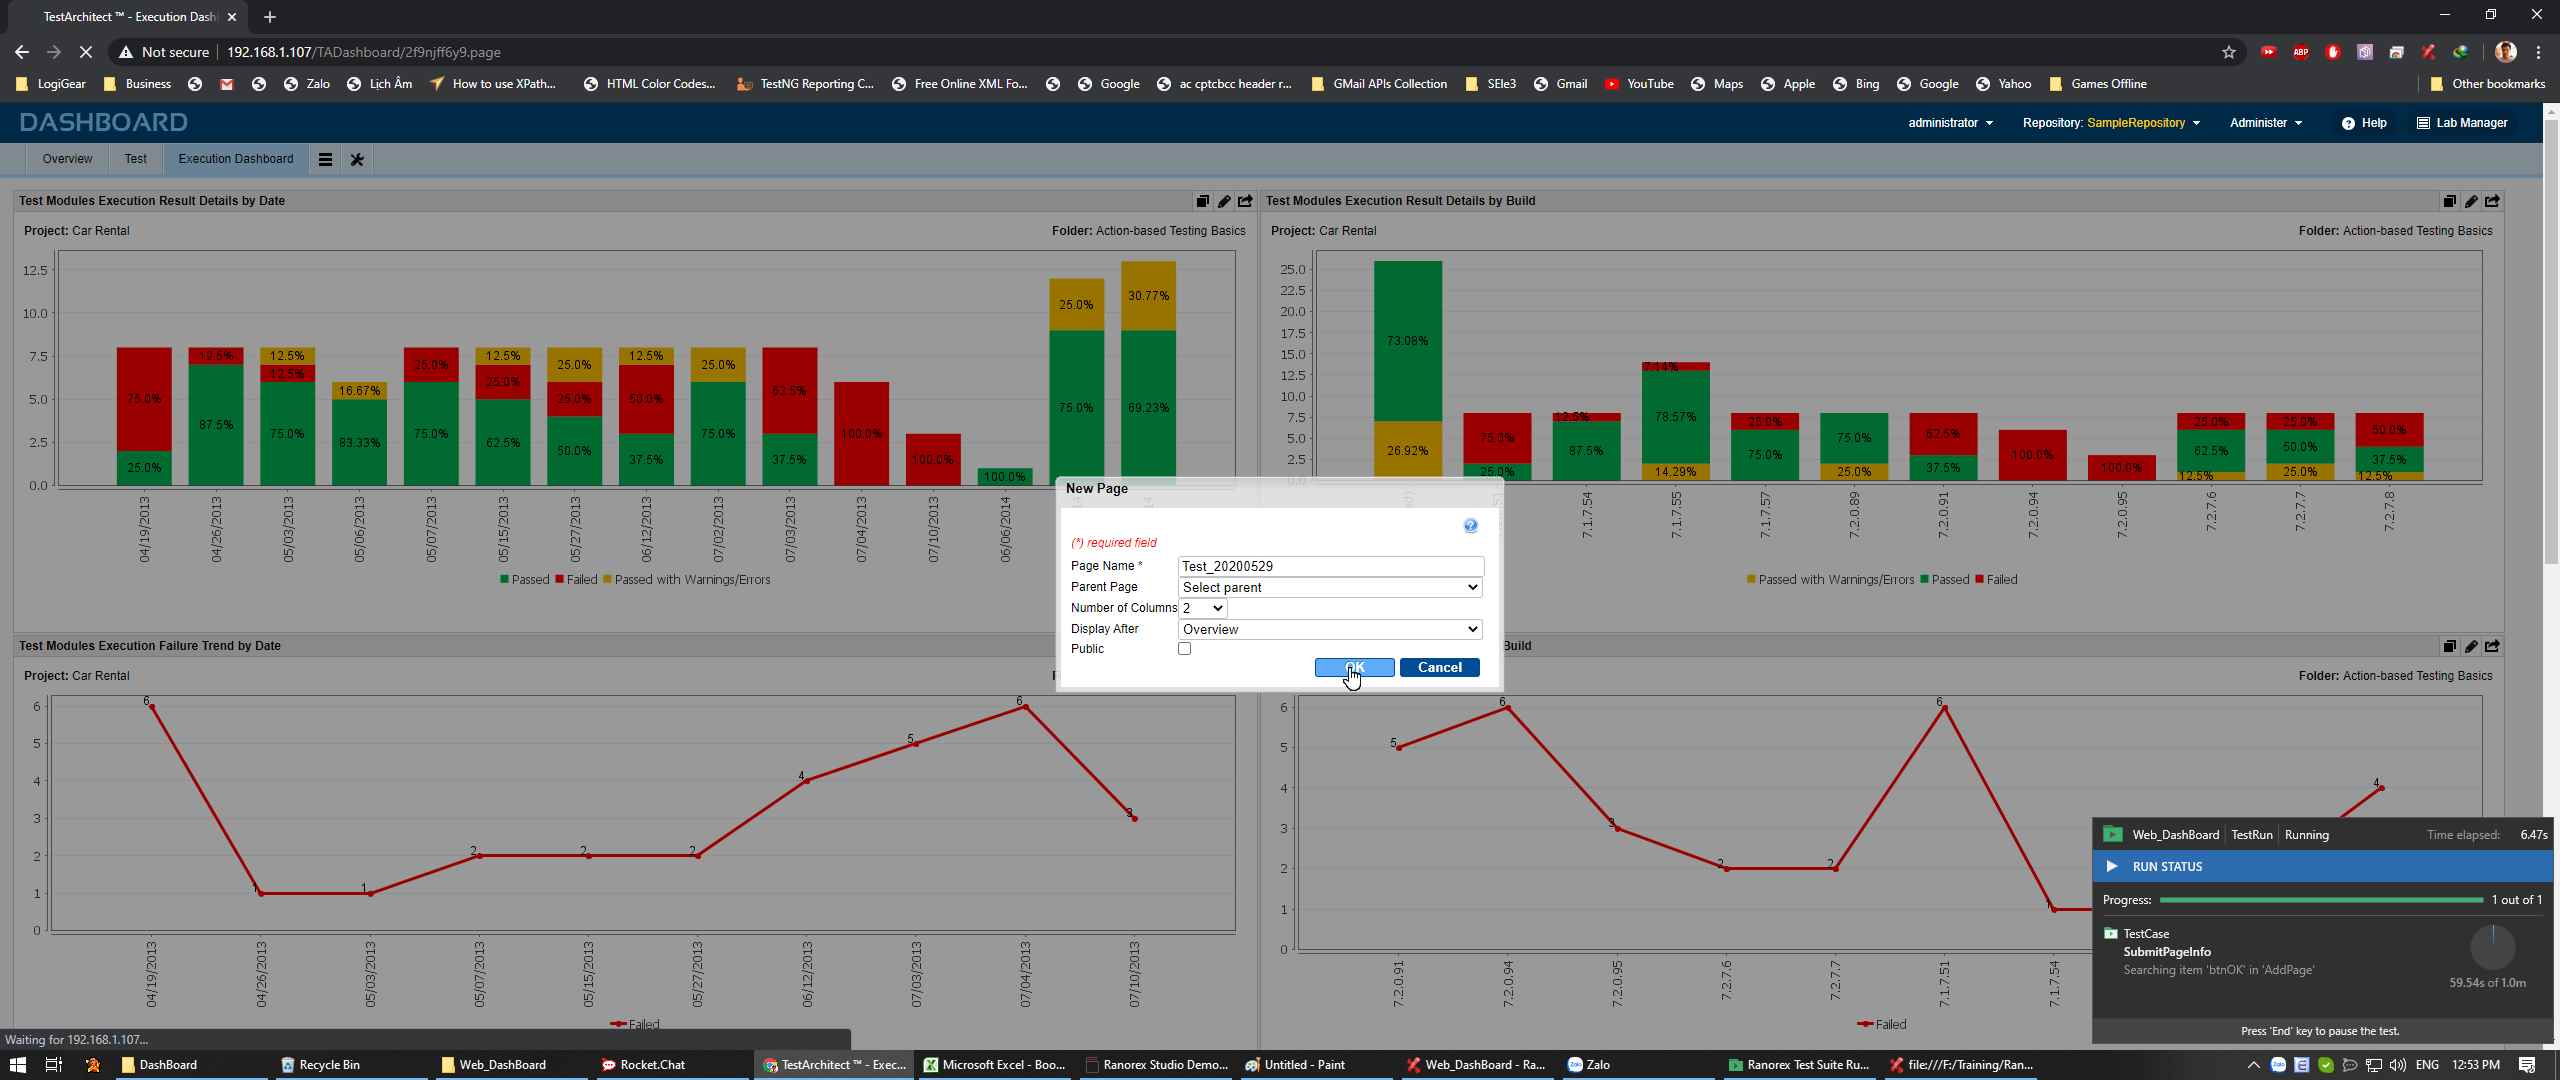 TestArchitect ™ - Execution Dash
Not secure
192.168.1.107/TADashboard/2f9njff6y9.page
LogiGear
Business
Zalo
Lịch Âm
How to use XPath...
HTML Color Codes...
TestNG Reporting C...
Free Online XML Fo...
Google
ac cptcbcc header r...
GMail APIs Collection
SEle3
Gmail
YouTube
Maps
Apple
Bing
Google
Yahoo
Games Offline
Other bookmarks
DASHBOARD
administrator
Repository: SampleRepository
Administer
Help
Lab Manager
Overview
Test
Execution Dashboard
Test Modules Execution Result Details by Date
Project: Car Rental
Folder: Action-based Testing Basics
12.5
10.0
7.5
5.0
2.5
0.0
75.0%
25.0%
12.5%
87.5%
12.5%
12.5%
75.0%
16.67%
83.33%
25.0%
75.0%
12.5%
25.0%
62.5%
25.0%
25.0%
50.0%
12.5%
50.0%
37.5%
25.0%
75.0%
62.5%
37.5%
100.0%
100.0%
100.0%
25.0%
75.0%
30.77%
69.23%
04/19/2013
04/26/2013
05/03/2013
05/06/2013
05/07/2013
05/15/2013
05/27/2013
06/12/2013
07/02/2013
07/03/2013
07/04/2013
07/10/2013
06/06/2014
Passed
Failed
Passed with Warnings/Errors
Test Modules Execution Result Details by Build
Project: Car Rental
Folder: Action-based Testing Basics
25.0
22.5
20.0
17.5
15.0
12.5
10.0
7.5
5.0
2.5
73.08%
26.92%
75.0%
25.0%
12.5%
87.5%
7.14%
78.57%
14.29%
25.0%
75.0%
75.0%
25.0%
62.5%
37.5%
100.0%
100.0%
25.0%
62.5%
12.5%
25.0%
50.0%
25.0%
50.0%
37.5%
12.5%
7.1.7.54
7.1.7.55
7.1.7.57
7.2.0.89
7.2.0.91
7.2.0.94
7.2.0.95
7.2.7.6
7.2.7.7
7.2.7.8
Passed with Warnings/Errors
Passed
Failed
New Page
(*) required field
Page Name *
Test_20200529
Parent Page
Select parent
Number of Columns
2
Display After
Overview
Public
OK
Cancel
Test Modules Execution Failure Trend by Date
Project: Car Rental
6
5
4
3
2
1
0
6
1
1
2
2
2
4
5
6
3
04/19/2013
04/26/2013
05/03/2013
05/07/2013
05/15/2013
05/27/2013
06/12/2013
07/03/2013
07/04/2013
07/10/2013
Failed
Build
Folder: Action-based Testing Basics
6
5
4
3
2
1
0
5
6
3
2
2
6
1
4
7.2.0.91
7.2.0.94
7.2.0.95
7.2.7.6
7.2.7.7
7.1.7.51
7.1.7.54
Failed
Web_DashBoard
TestRun
Running
Time elapsed:
6.47s
RUN STATUS
Progress:
1 out of 1
TestCase
SubmitPageInfo
Searching item 'btnOK' in 'AddPage'
59.54s of 1.0m
Press 'End' key to pause the test.
Waiting for 192.168.1.107...
DashBoard
Recycle Bin
Web_DashBoard
Rocket.Chat
TestArchitect ™ - Exec...
Microsoft Excel - Boo...
Ranorex Studio Demo...
Untitled - Paint
Web_DashBoard - Ra...
Zalo
Ranorex Test Suite Ru...
file:///F:/Training/Ran...
ENG
12:53 PM